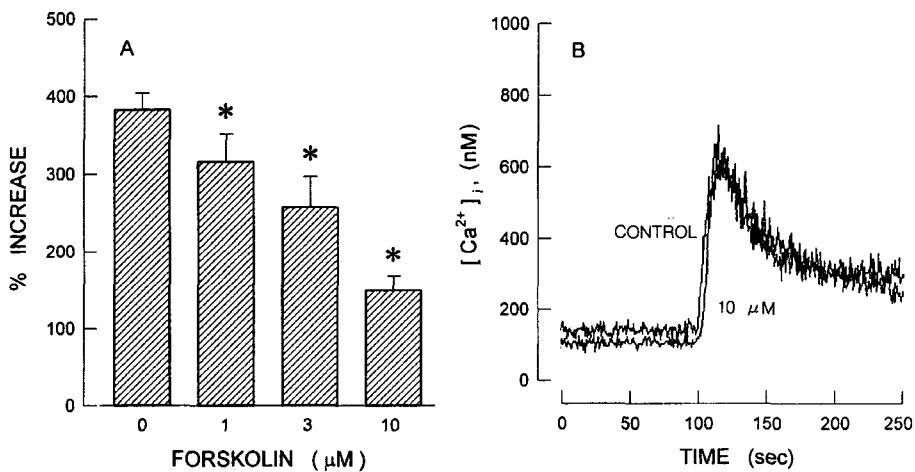 A
500
400
300
200
100
0
% INCREASE
*
*
*
0 1 3 10
FORSKOLIN (μM)
B
1000
800
600
400
200
0
[Ca²⁺]ᵢ, (nM)
CONTROL
10 μM
0 50 100 150 200 250
TIME (sec)